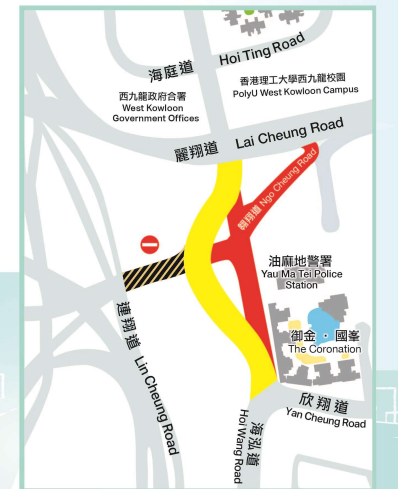 海庭道 Hoi Ting Road
西九龍政府合署
West Kowloon
Government Offices
香港理工大學西九龍校園
PolyU West Kowloon Campus
麗翔道 Lai Cheung Road
翱翔道 Ngo Cheung Road
油麻地警署
Yau Ma Tei Police
Station
御金 · 國峯
The Coronation
連翔道 Lin Cheung Road
欣翔道
Yan Cheung Road
海泓道
Hoi Wang Road